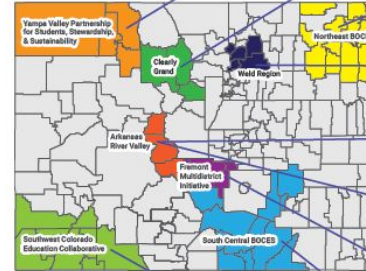 Yampa Valley Partnership
for Students, Stewardship,
& Sustainability
Clearly
Grand
Northeast BOC
Weld Region
Arkansas
River Valley
Fremont
Multidistrict
Initiative
Southwest Colorado
Education Collaborative
South Central BOCES